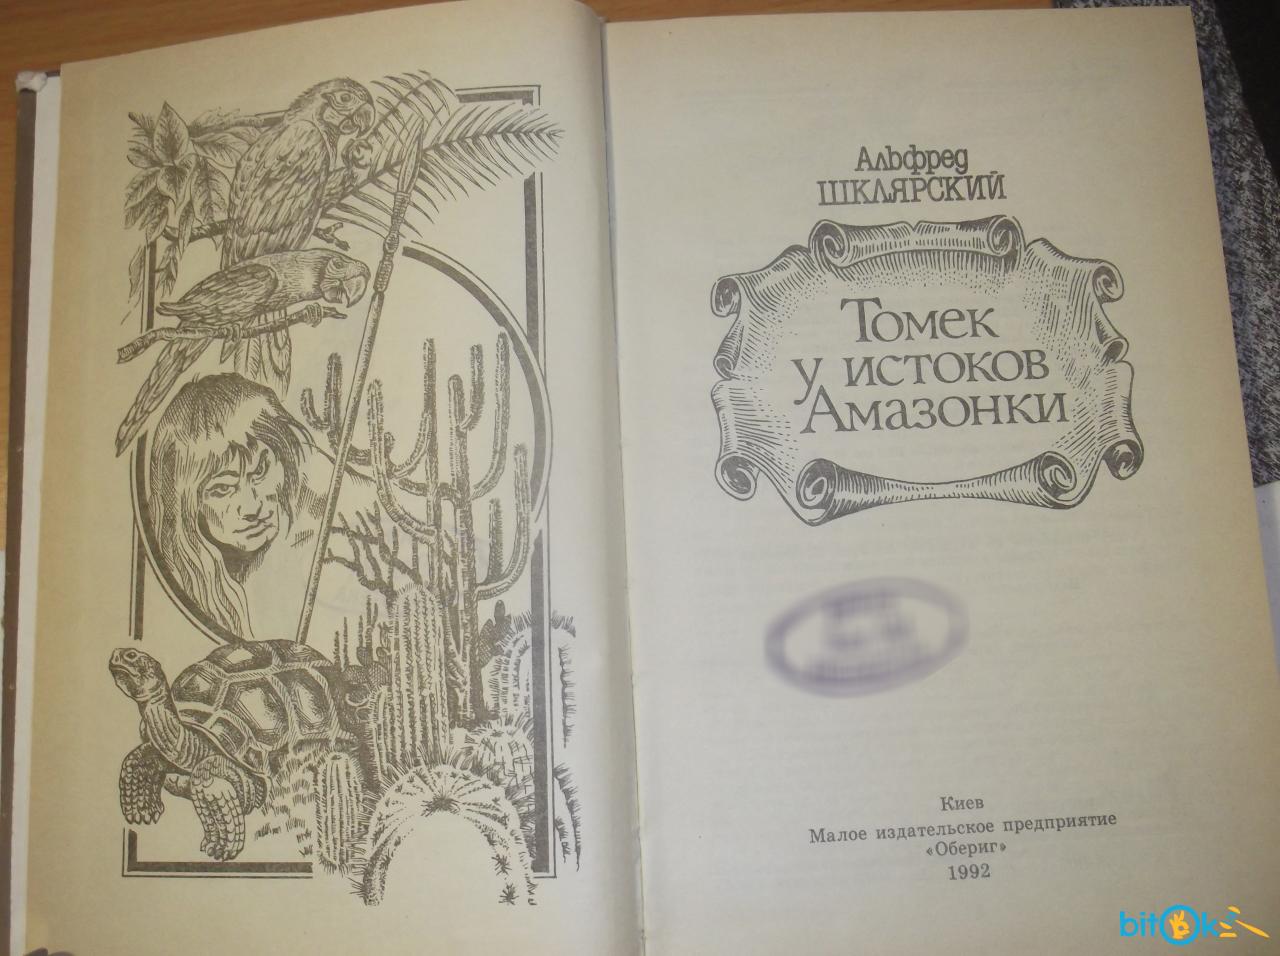 Альфред
ШКЛЯРСКИЙ
Томек
у истоков
Амазонки
Киев
Малое издательское предприятие
«Обериг»
1992
bitOk